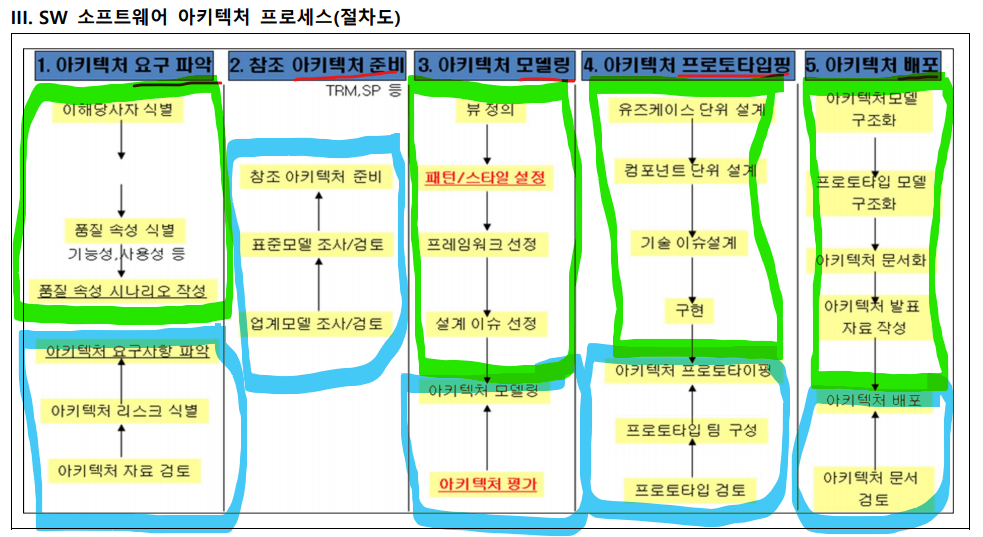 III. SW 소프트웨어 아키텍처 프로세스(절차도)
1. 아키텍처 요구 파악
이해당사자 식별
품질 속성 식별
기능성,사용성 등
품질 속성 시나리오 작성
아키텍처 요구사항 파악
아키텍처 리스크 식별
아키텍처 자료 검토
2. 참조 아키텍처 준비
TRM,SP 등
참조 아키텍처 준비
표준모델 조사/검토
업계모델 조사/검토
3. 아키텍처 모델링
뷰 정의
패턴/스타일 설정
프레임워크 선정
설계 이슈 선정
아키텍처 모델링
아키텍처 평가
4. 아키텍처 프로토타입핑
유즈케이스 단위 설계
컴포넌트 단위 설계
기술 이슈설계
구현
아키텍처 프로토타이핑
프로토타입 팀 구성
프로토타입 검토
5. 아키텍처 배포
아키텍처모델
구조화
프로토타입 모델
구조화
아키텍처 문서화
아키텍처 발표
자료 작성
아키텍처 배포
아키텍처 문서
검토